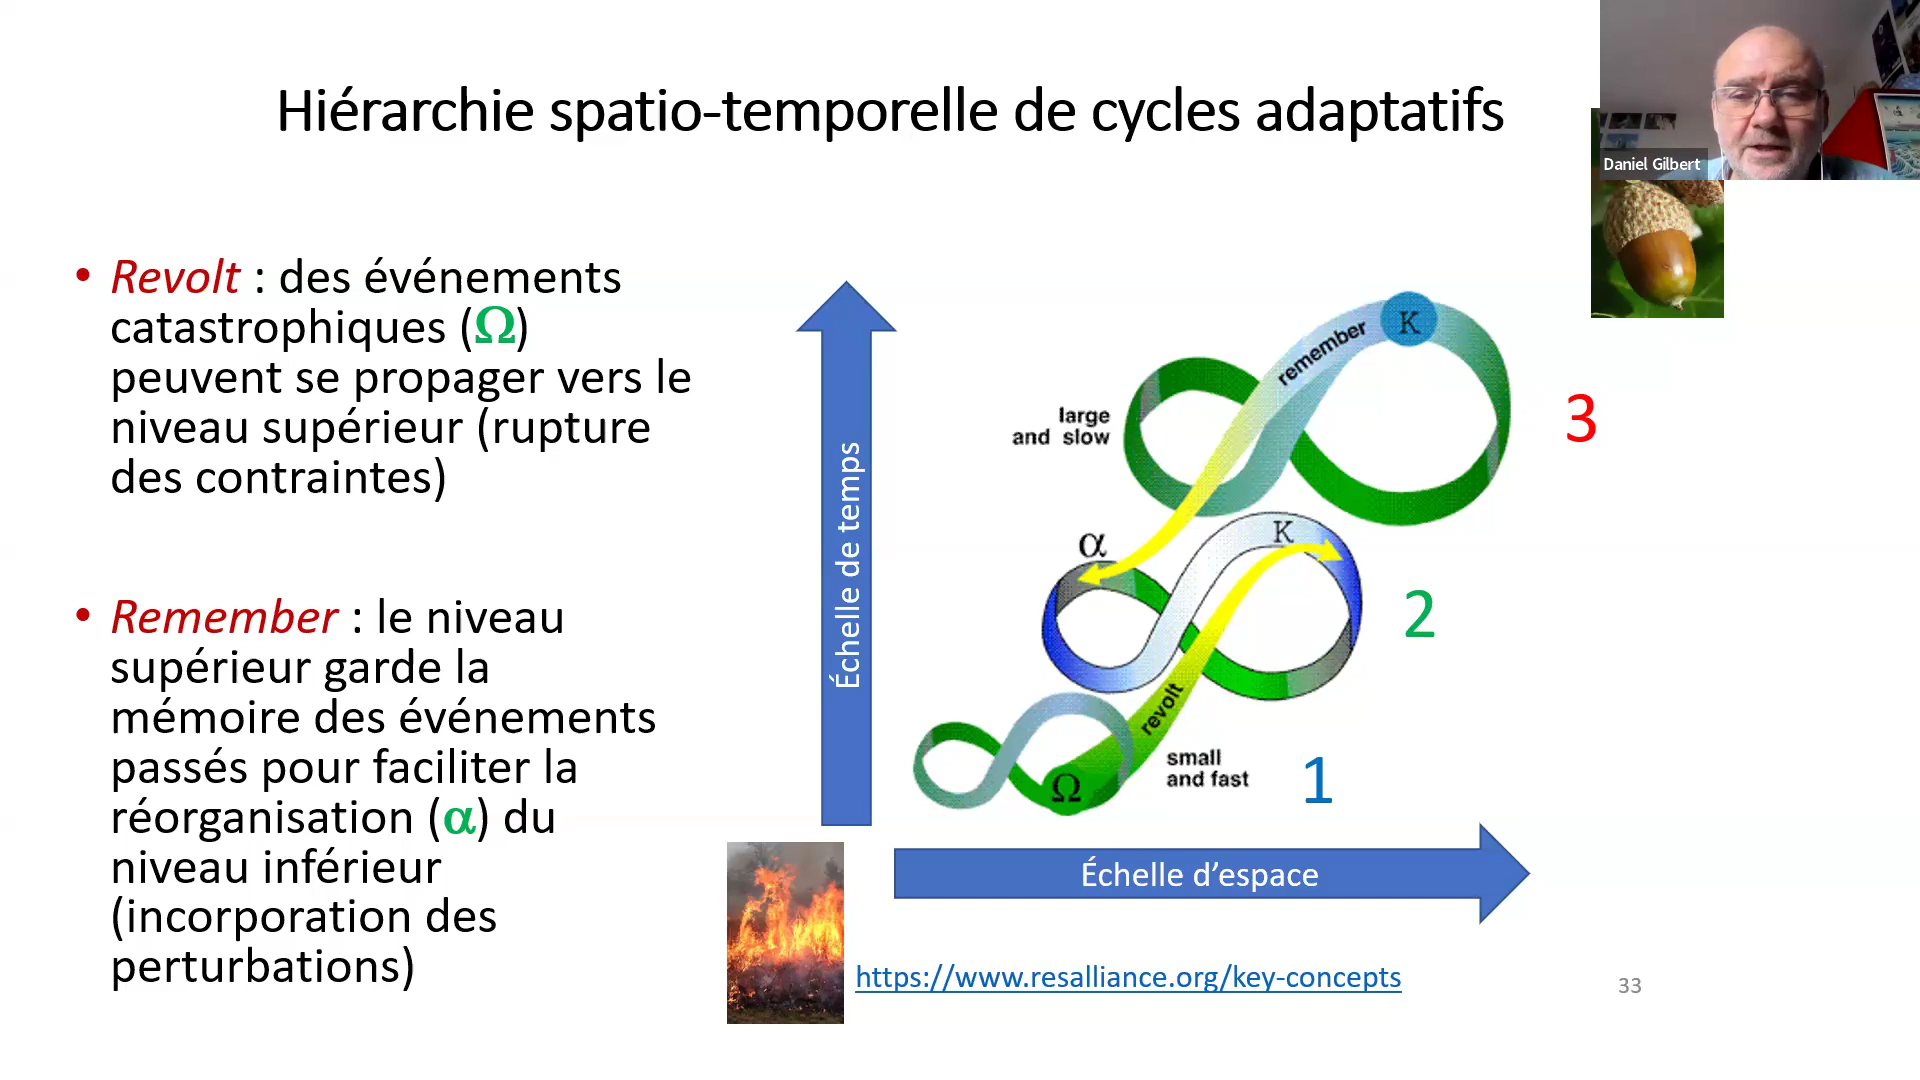 Hiérarchie spatio-temporelle de cycles adaptatifs
Daniel Gilbert
• Revolt : des événements
catastrophiques (Ω)
peuvent se propager vers le
niveau supérieur (rupture
des contraintes)
• Remember : le niveau
supérieur garde la
mémoire des événements
passés pour faciliter la
réorganisation (α) du
niveau inférieur
(incorporation des
perturbations)
Échelle de temps
K
remember
large
and slow
3
α
K
2
revolt
small
and fast
1
Ω
Échelle d’espace
https://www.resalliance.org/key-concepts
33